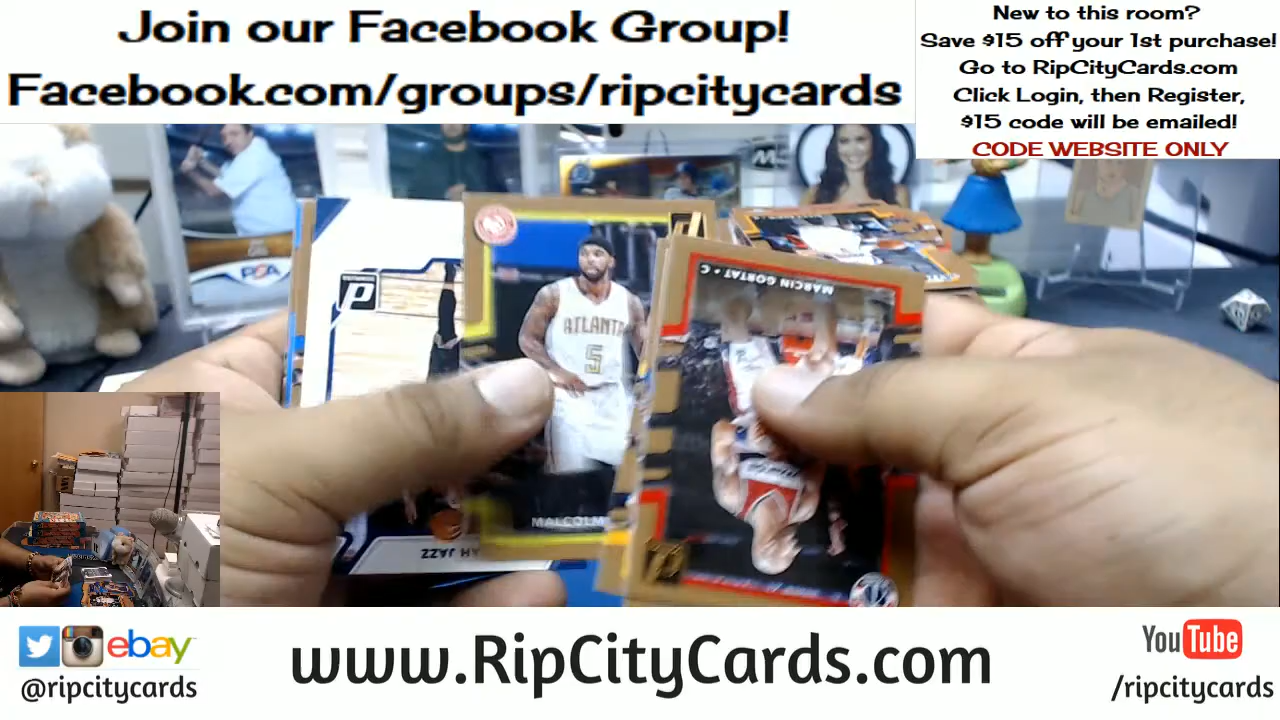 Join our Facebook Group!
Facebook.com/groups/ripcitycards
New to this room?
Save $15 off your 1st purchase!
Go to RipCityCards.com
Click Login, then Register,
$15 code will be emailed!
CODE WEBSITE ONLY
PSA
P
ATLANTA
5
MALCOLM
MARCIN GORTAT • C
AH JAZZ
ebay
@ripcitycards
www.RipCityCards.com
YouTube
/ripcitycards